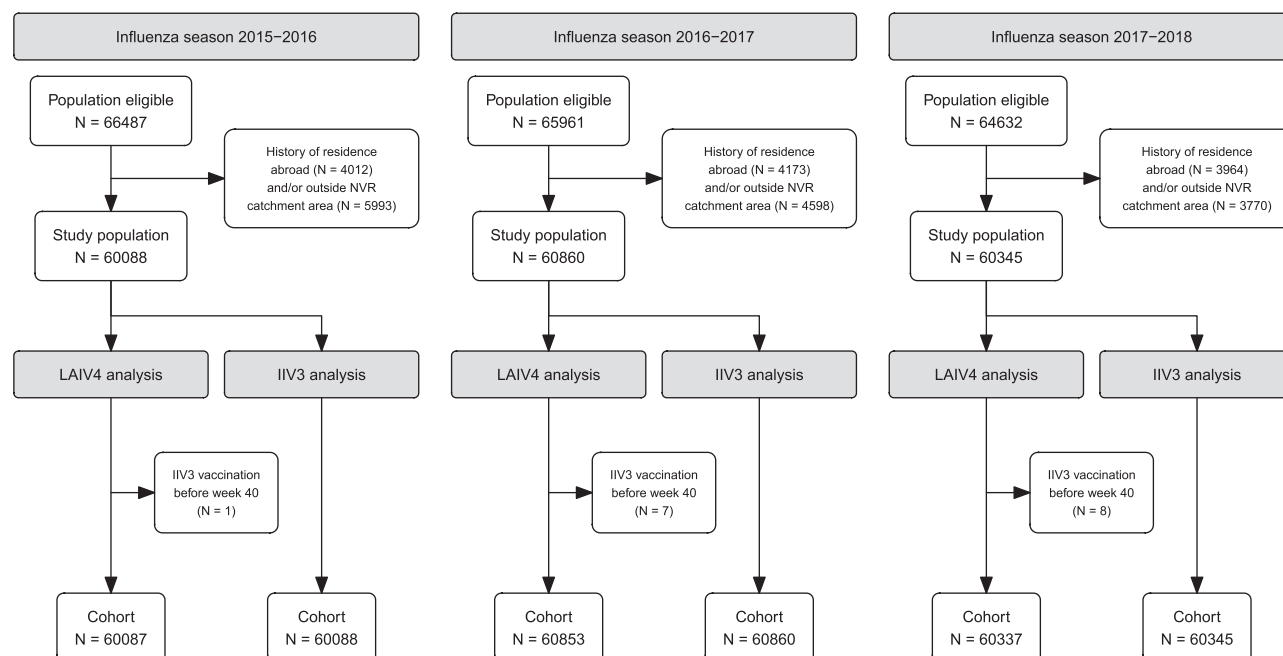 Influenza season 2015−2016
Population eligible
N = 66487
History of residence
abroad (N = 4012)
and/or outside NVR
catchment area (N = 5993)
Study population
N = 60088
LAIV4 analysis
IIV3 analysis
IIV3 vaccination
before week 40
(N = 1)
Cohort
N = 60087
Cohort
N = 60088
Influenza season 2016−2017
Population eligible
N = 65961
History of residence
abroad (N = 4173)
and/or outside NVR
catchment area (N = 4598)
Study population
N = 60860
LAIV4 analysis
IIV3 analysis
IIV3 vaccination
before week 40
(N = 7)
Cohort
N = 60853
Cohort
N = 60860
Influenza season 2017−2018
Population eligible
N = 64632
History of residence
abroad (N = 3964)
and/or outside NVR
catchment area (N = 3770)
Study population
N = 60345
LAIV4 analysis
IIV3 analysis
IIV3 vaccination
before week 40
(N = 8)
Cohort
N = 60337
Cohort
N = 60345